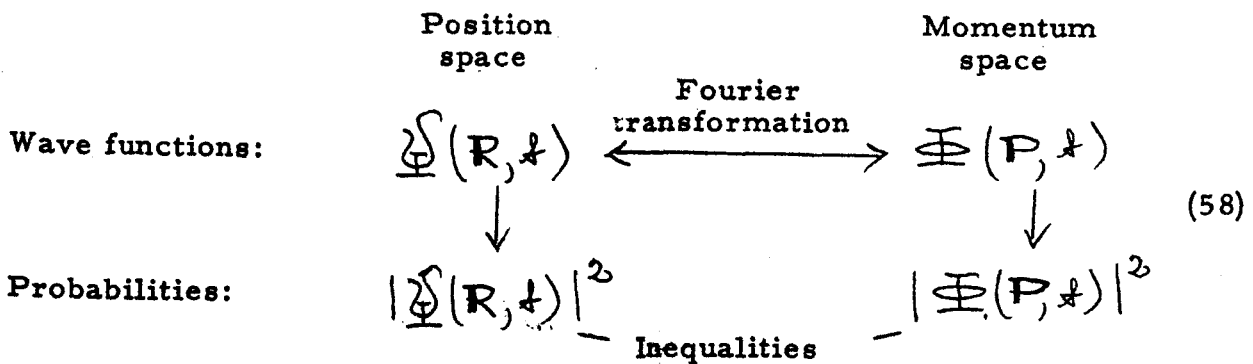 Position space Momentum space
Fourier transformation
Wave functions: Ψ(R, t) ⟷ Φ(P, t)
(58)
Probabilities: |Ψ(R, t)|² |Φ(P, t)|²
— Inequalities —